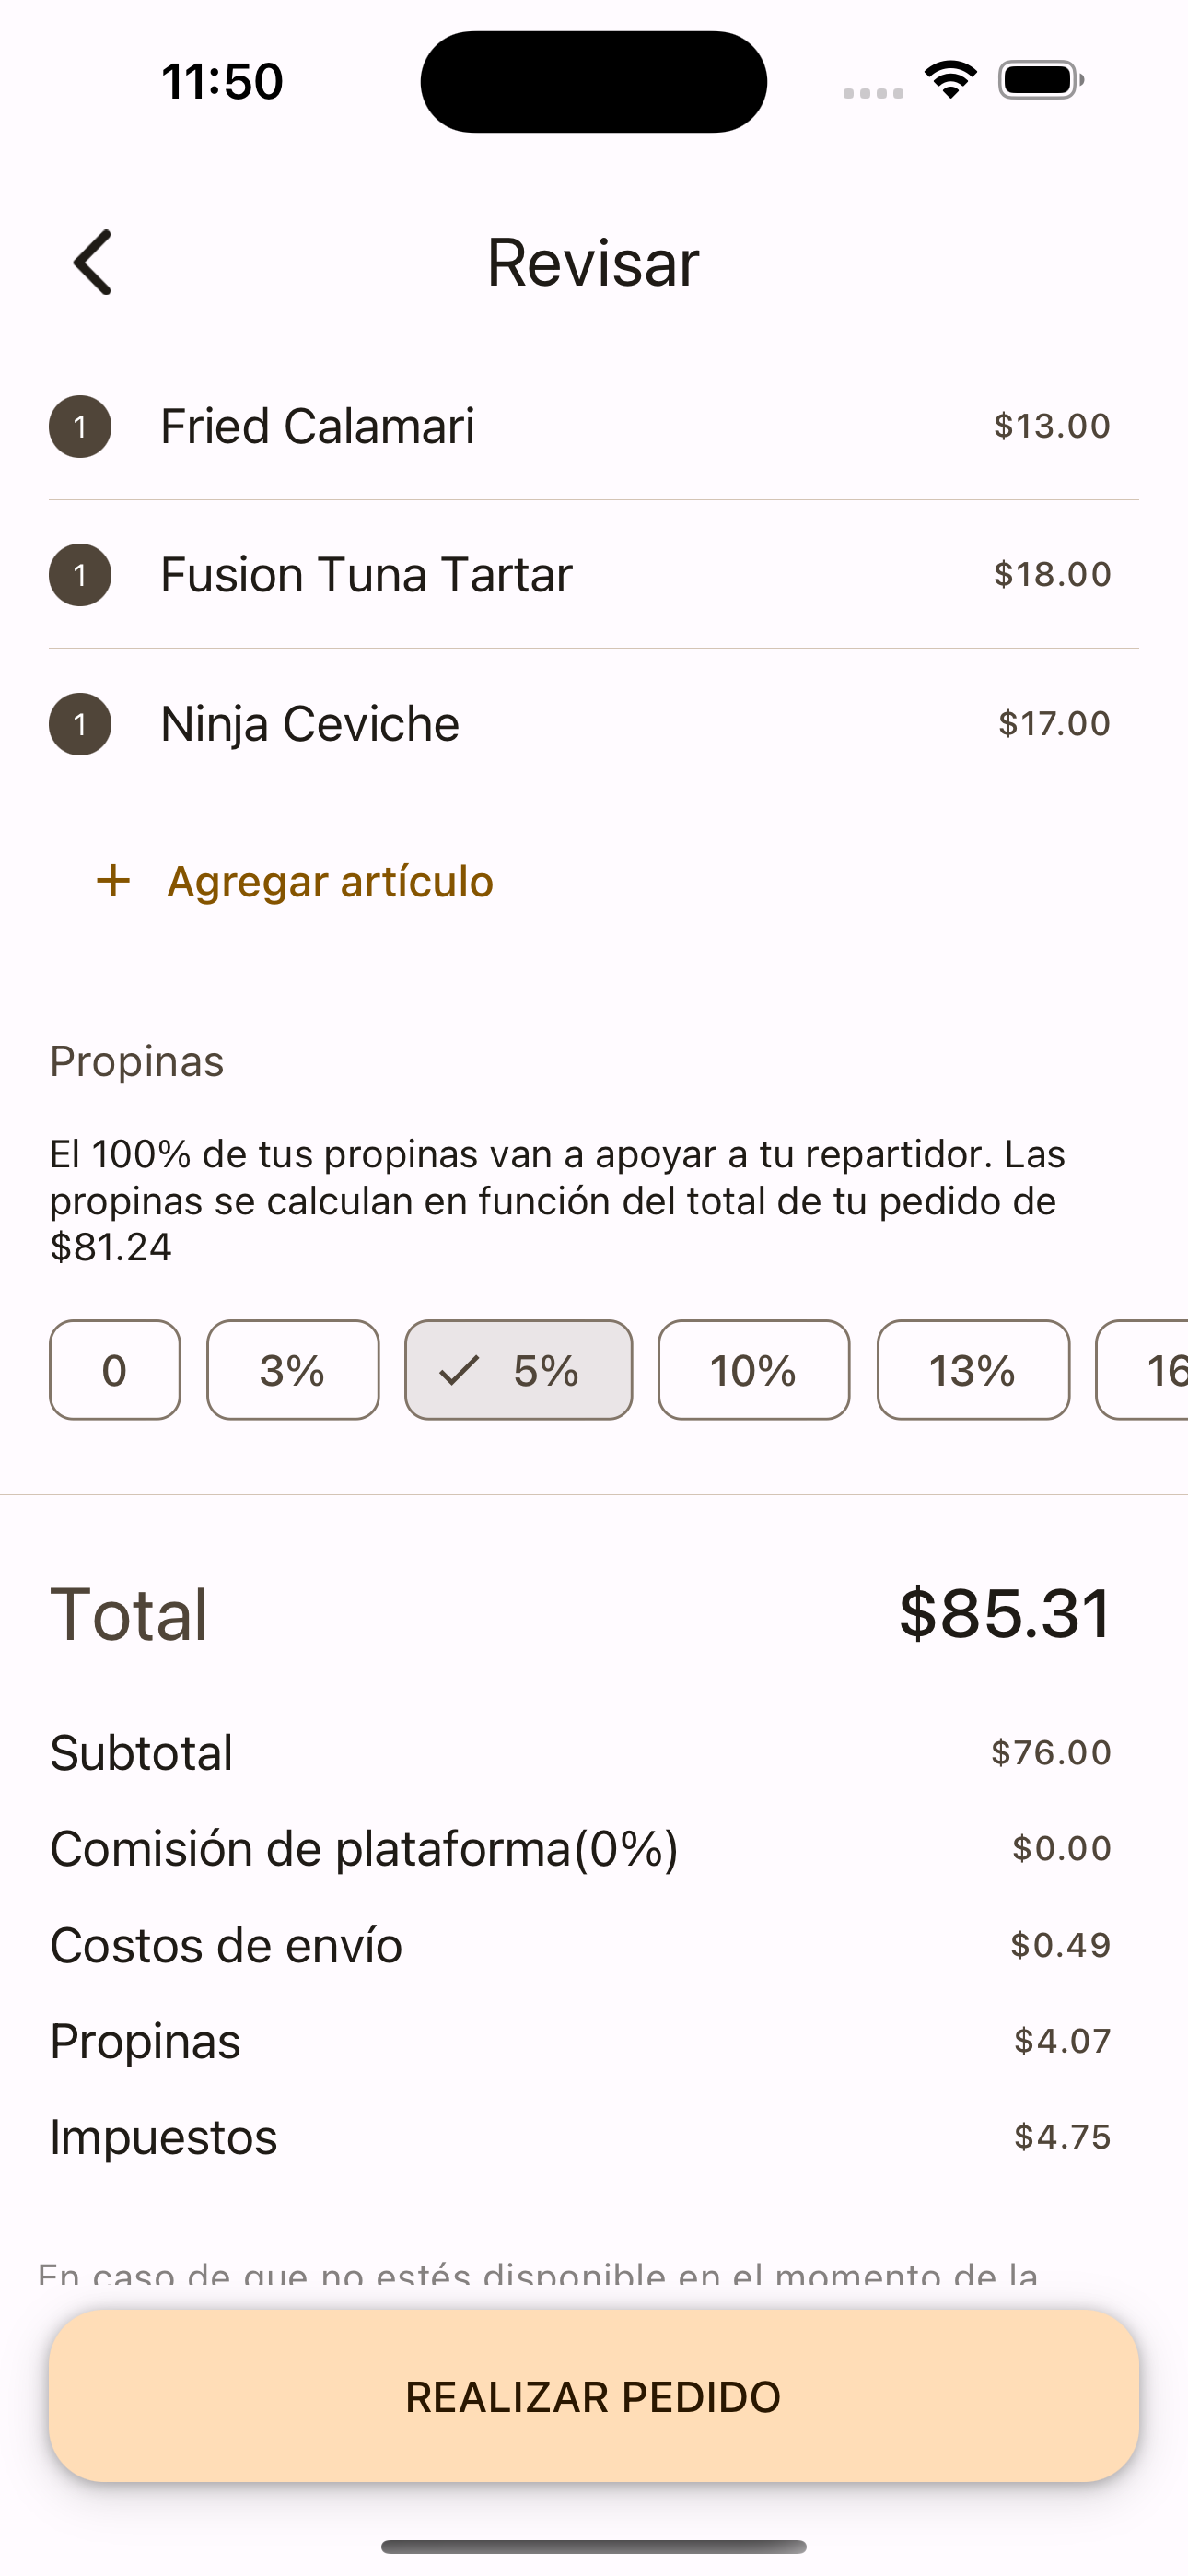 11:50
Revisar
1 Fried Calamari $13.00
1 Fusion Tuna Tartar $18.00
1 Ninja Ceviche $17.00
+ Agregar artículo
Propinas
El 100% de tus propinas van a apoyar a tu repartidor. Las
propinas se calculan en función del total de tu pedido de
$81.24
0 3% 5% 10% 13% 16
Total $85.31
Subtotal $76.00
Comisión de plataforma(0%) $0.00
Costos de envío $0.49
Propinas $4.07
Impuestos $4.75
En caso de que no estés disponible en el momento de la
REALIZAR PEDIDO